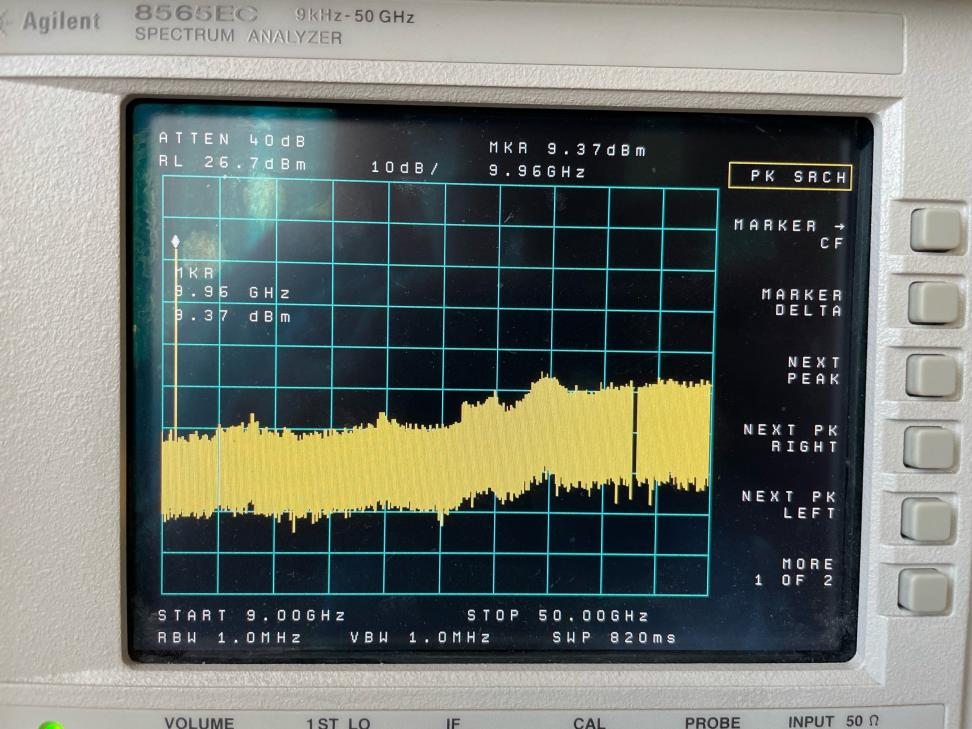 Agilent 8565EC 9kHz-50 GHz
SPECTRUM ANALYZER
ATTEN 40dB
RL 26.7dBm 10dB/
MKR 9.37dBm
9.96GHz
MKR
9.96 GHz
9.37 dBm
PK SRCH
MARKER →
CF
MARKER
DELTA
NEXT
PEAK
NEXT PK
RIGHT
NEXT PK
LEFT
MORE
1 OF 2
START 9.00GHz STOP 50.00GHz
RBW 1.0MHz VBW 1.0MHz SWP 820ms
VOLUME 1ST LO IF CAL PROBE INPUT 50 Ω